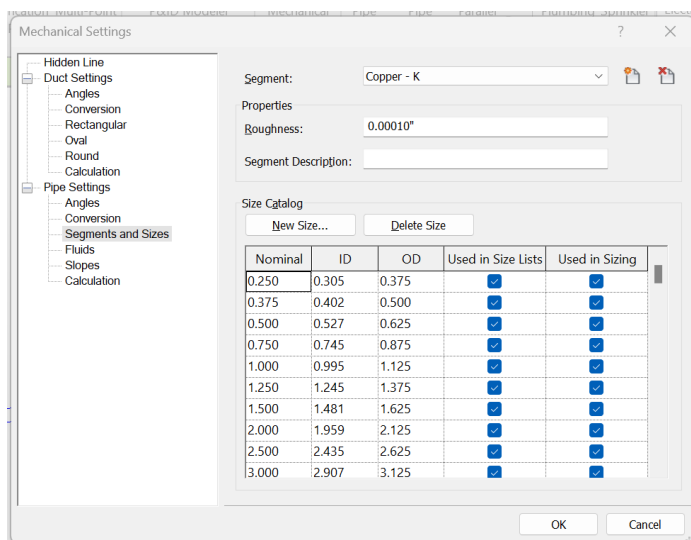 Mechanical Settings ? ×
Hidden Line
Duct Settings
Angles
Conversion
Rectangular
Oval
Round
Calculation
Pipe Settings
Angles
Conversion
Segments and Sizes
Fluids
Slopes
Calculation
Segment: Copper - K
Properties
Roughness: 0.00010"
Segment Description:
Size Catalog
New Size... Delete Size
Nominal ID OD Used in Size Lists Used in Sizing
0.250 0.305 0.375
0.375 0.402 0.500
0.500 0.527 0.625
0.750 0.745 0.875
1.000 0.995 1.125
1.250 1.245 1.375
1.500 1.481 1.625
2.000 1.959 2.125
2.500 2.435 2.625
3.000 2.907 3.125
OK Cancel